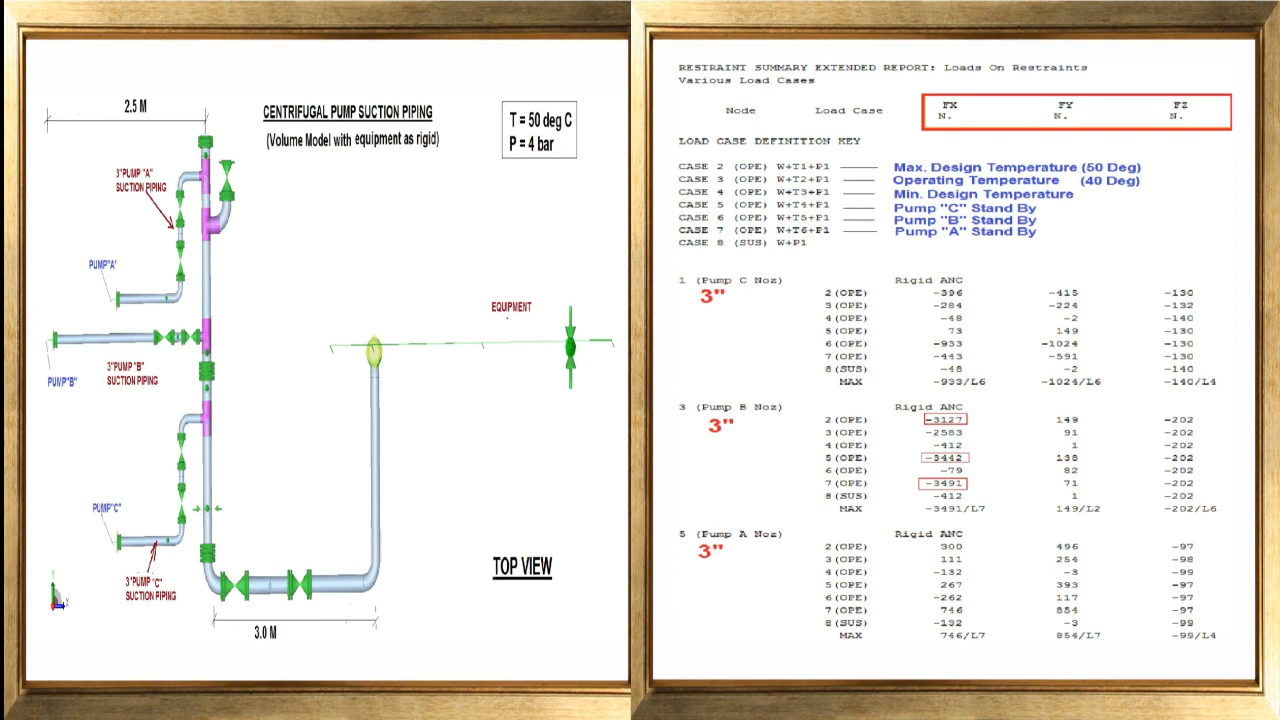 2.5 M
CENTRIFUGAL PUMP SUCTION PIPING
(Volume Model with equipment as rigid)
T = 50 deg C
P = 4 bar
3"PUMP "A"
SUCTION PIPING
PUMP"A"
EQUIPMENT
3"PUMP "B"
SUCTION PIPING
PUMP"B"
PUMP"C"
3"PUMP "C"
SUCTION PIPING
TOP VIEW
3.0 M
Y
X
RESTRAINT SUMMARY EXTENDED REPORT: Loads On Restraints
Various Load Cases
Node Load Case FX FY FZ
N. N. N.
LOAD CASE DEFINITION KEY
CASE 2 (OPE) W+T1+P1 Max. Design Temperature (50 Deg)
CASE 3 (OPE) W+T2+P1 Operating Temperature (40 Deg)
CASE 4 (OPE) W+T3+P1 Min. Design Temperature
CASE 5 (OPE) W+T4+P1 Pump "C" Stand By
CASE 6 (OPE) W+T5+P1 Pump "B" Stand By
CASE 7 (OPE) W+T6+P1 Pump "A" Stand By
CASE 8 (SUS) W+P1
1 (Pump C Noz) Rigid ANC
3"
2(OPE) -396 -415 -130
3(OPE) -284 -224 -132
4(OPE) -48 -2 -140
5(OPE) 73 149 -130
6(OPE) -933 -1024 -130
7(OPE) -443 -591 -130
8(SUS) -48 -2 -140
MAX -933/L6 -1024/L6 -140/L4
3 (Pump B Noz) Rigid ANC
3"
2(OPE) -3127 149 -202
3(OPE) -2583 91 -202
4(OPE) -412 1 -202
5(OPE) -3442 138 -202
6(OPE) -79 82 -202
7(OPE) -3491 71 -202
8(SUS) -412 1 -202
MAX -3491/L7 149/L2 -202/L6
5 (Pump A Noz) Rigid ANC
3"
2(OPE) 300 496 -97
3(OPE) 111 254 -98
4(OPE) -132 -3 -99
5(OPE) 267 393 -97
6(OPE) -262 117 -97
7(OPE) 746 854 -97
8(SUS) -132 -3 -99
MAX 746/L7 854/L7 -99/L4